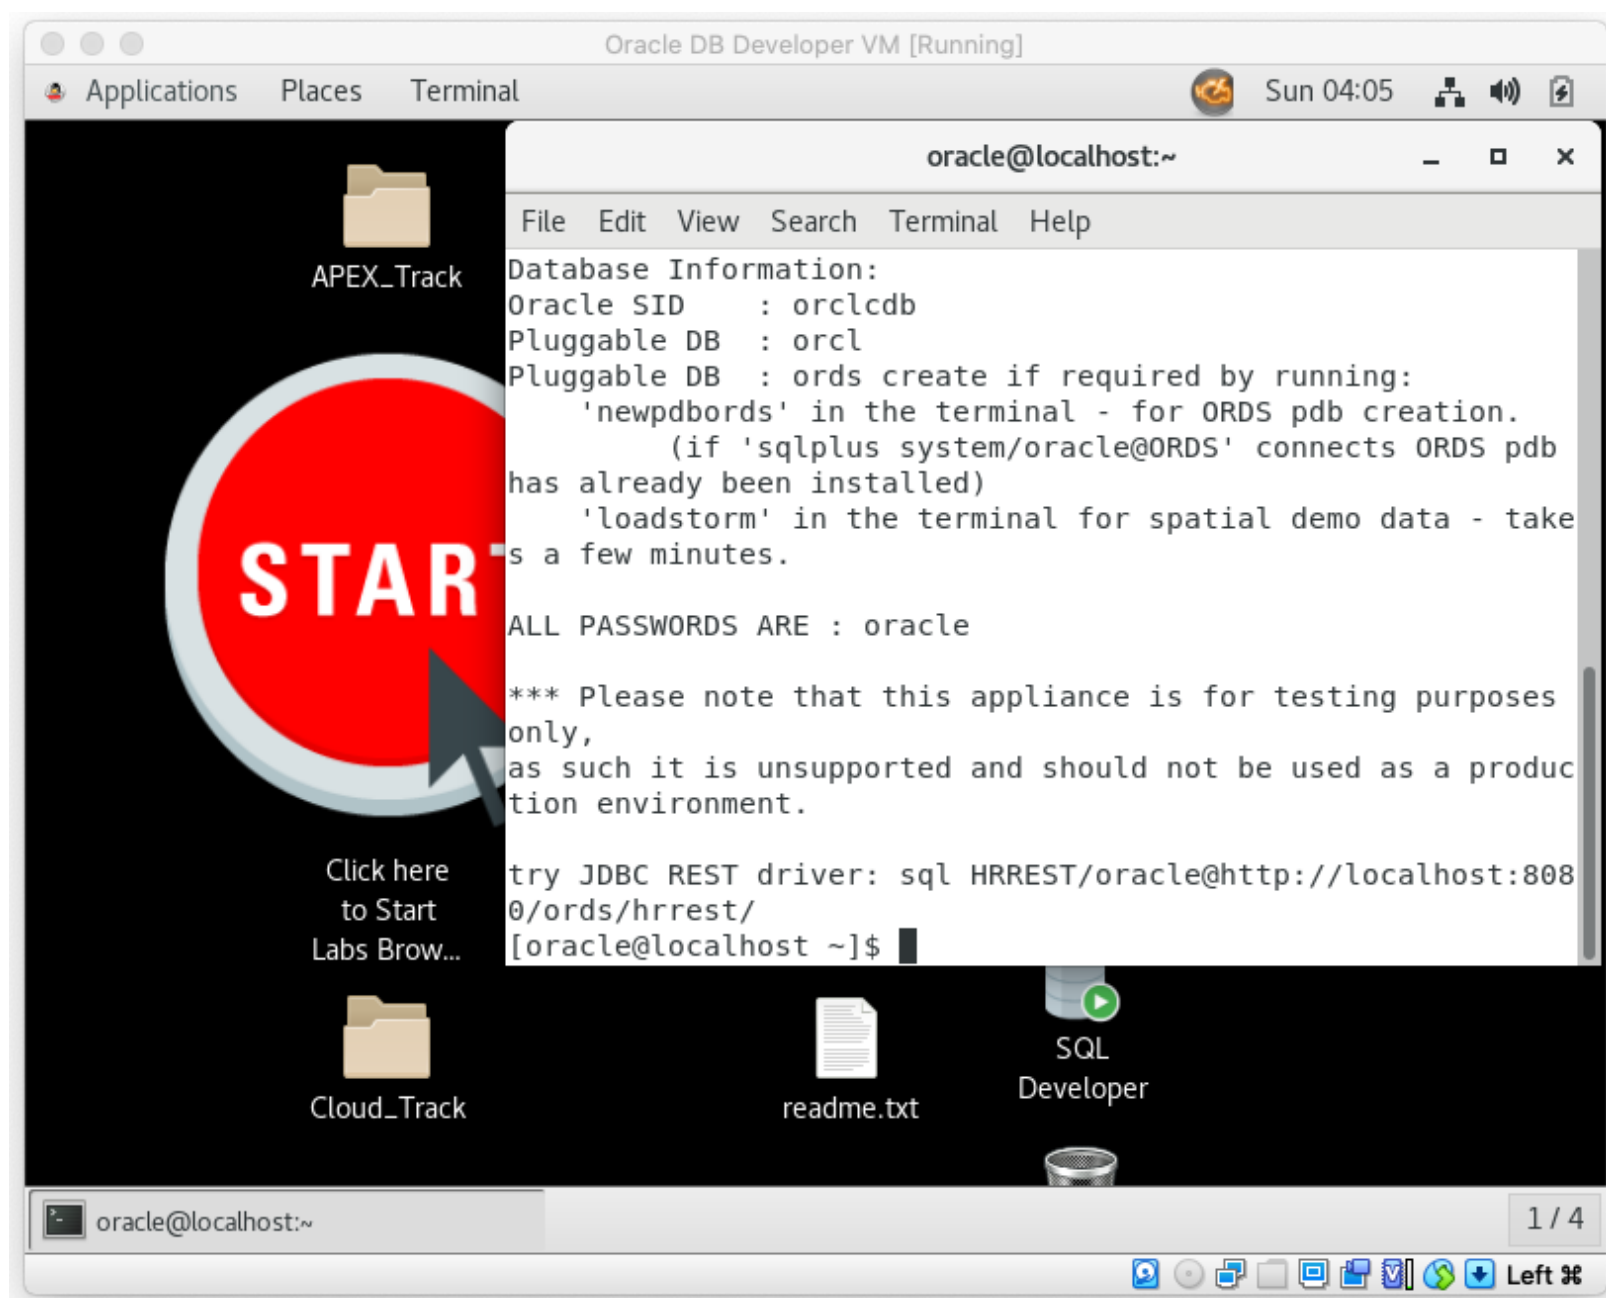 Oracle DB Developer VM [Running]
Applications Places Terminal Sun 04:05
oracle@localhost:~
File Edit View Search Terminal Help
Database Information:
Oracle SID    : orclcdb
Pluggable DB  : orcl
Pluggable DB  : ords create if required by running:
    'newpdbords' in the terminal - for ORDS pdb creation.
         (if 'sqlplus system/oracle@ORDS' connects ORDS pdb
has already been installed)
    'loadstorm' in the terminal for spatial demo data - take
s a few minutes.
ALL PASSWORDS ARE : oracle
*** Please note that this appliance is for testing purposes
only,
as such it is unsupported and should not be used as a produc
tion environment.
try JDBC REST driver: sql HRREST/oracle@http://localhost:808
0/ords/hrrest/
[oracle@localhost ~]$
APEX_Track
START
Click here
to Start
Labs Brow...
Cloud_Track
readme.txt
SQL
Developer
oracle@localhost:~
1 / 4
Left ⌘